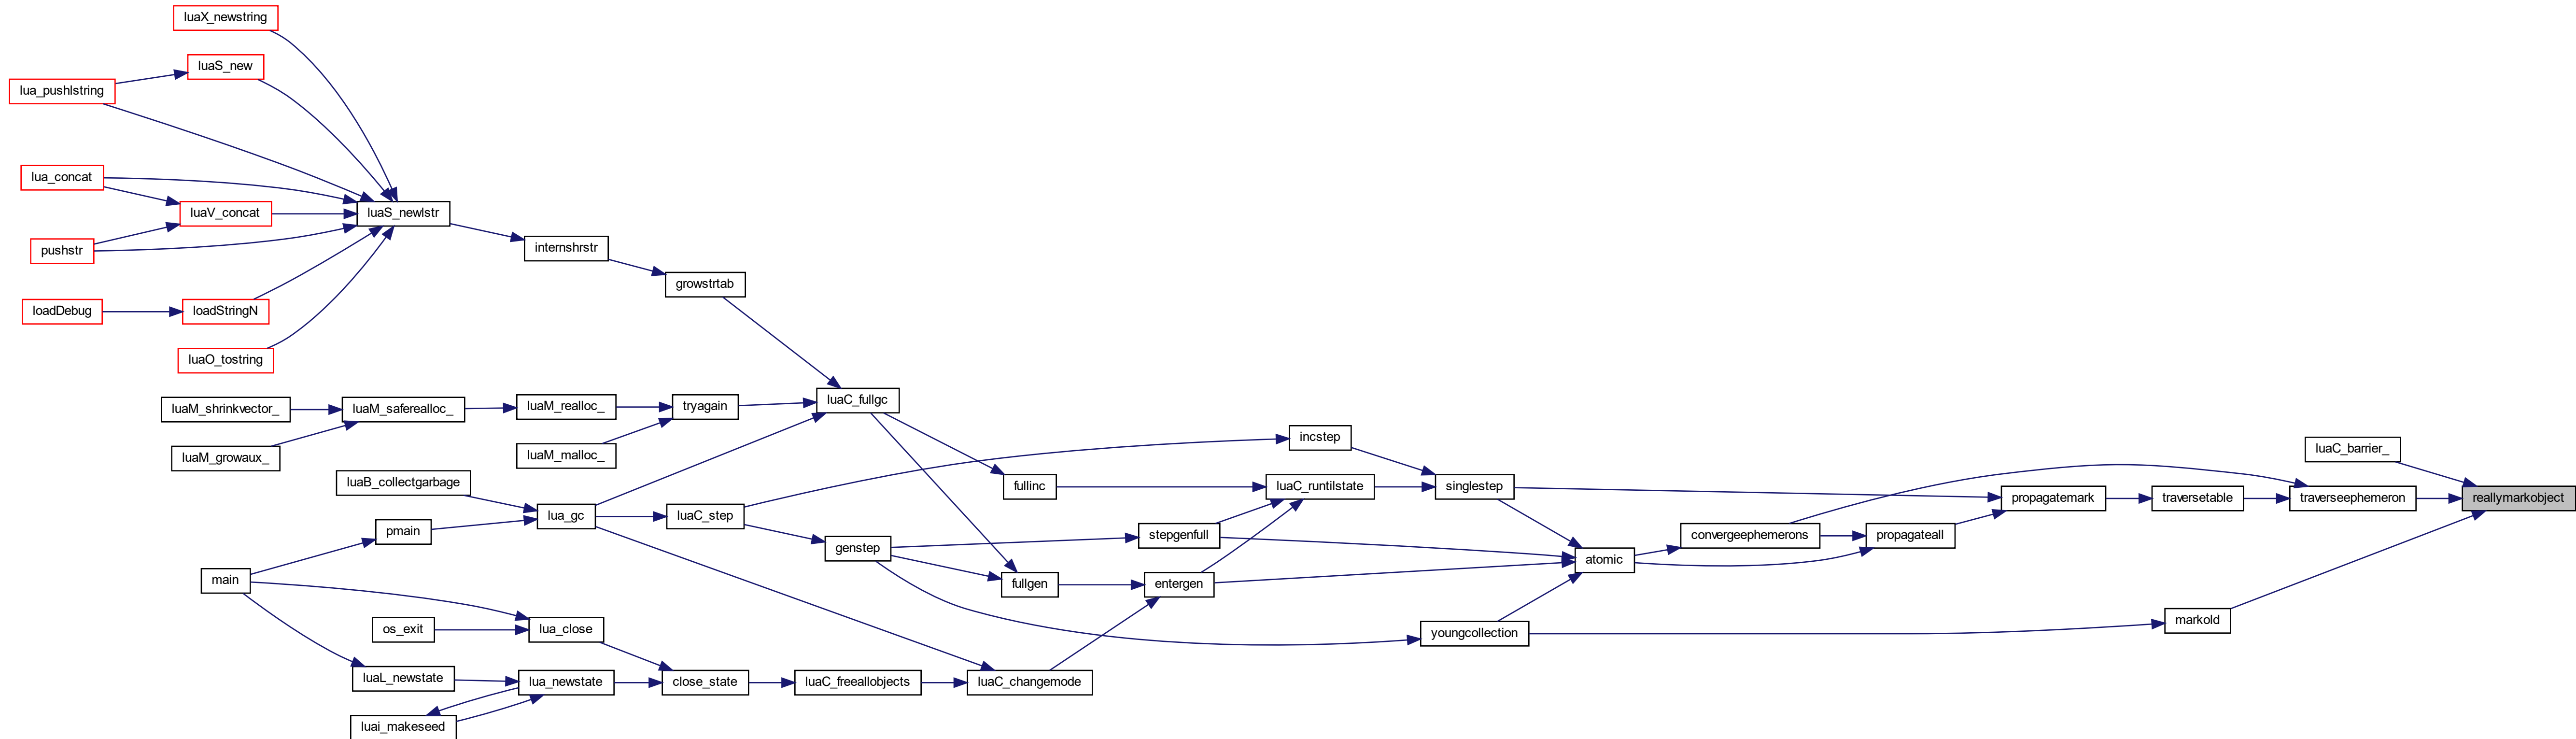 luaX_newstring
luaS_new
lua_pushlstring
lua_concat
luaV_concat
luaS_newlstr
pushstr
internshrstr
growstrtab
loadDebug
loadStringN
luaO_tostring
luaM_shrinkvector_
luaM_saferealloc_
luaM_realloc_
tryagain
luaC_fullgc
luaM_growaux_
luaM_malloc_
incstep
luaC_barrier_
luaB_collectgarbage
fullinc
luaC_runtilstate
singlestep
propagatemark
traversetable
traverseephemeron
reallymarkobject
pmain
lua_gc
luaC_step
genstep
stepgenfull
convergeephemerons
propagateall
atomic
main
fullgen
entergen
os_exit
lua_close
youngcollection
markold
luaL_newstate
lua_newstate
close_state
luaC_freeallobjects
luaC_changemode
luai_makeseed